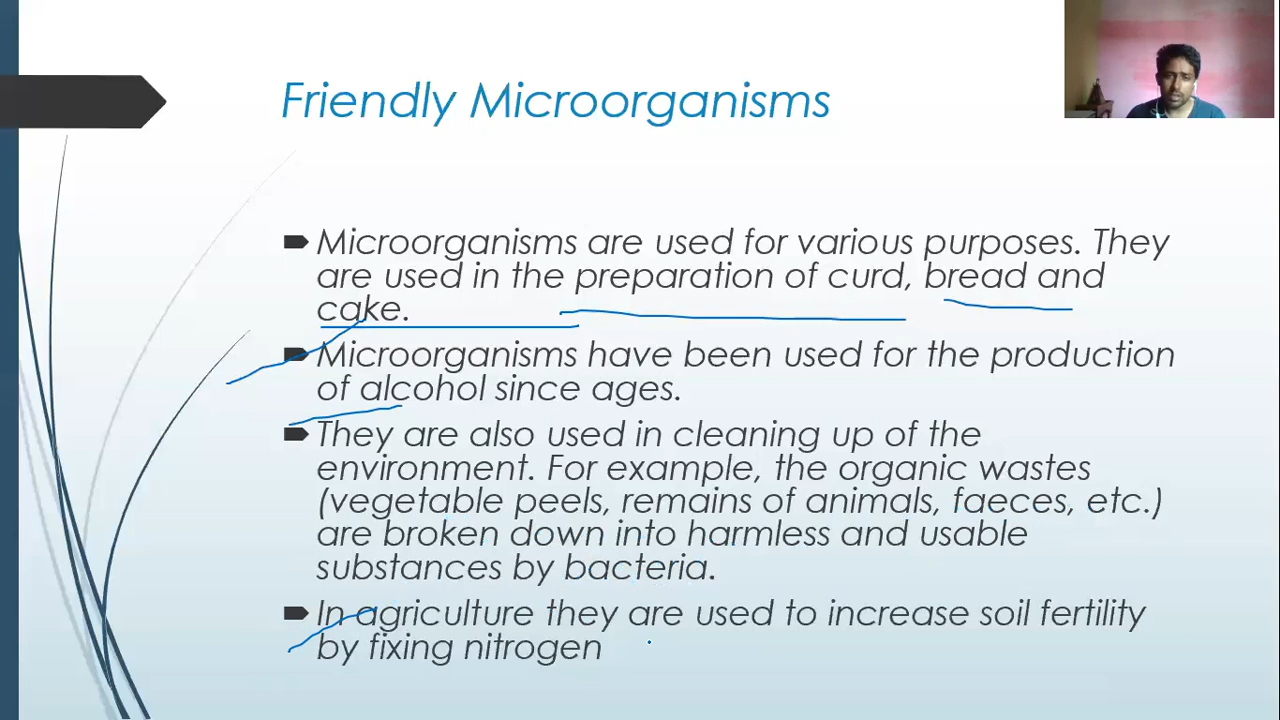 Friendly Microorganisms
Microorganisms are used for various purposes. They
are used in the preparation of curd, bread and
cake.
Microorganisms have been used for the production
of alcohol since ages.
They are also used in cleaning up of the
environment. For example, the organic wastes
(vegetable peels, remains of animals, faeces, etc.)
are broken down into harmless and usable
substances by bacteria.
In agriculture they are used to increase soil fertility
by fixing nitrogen